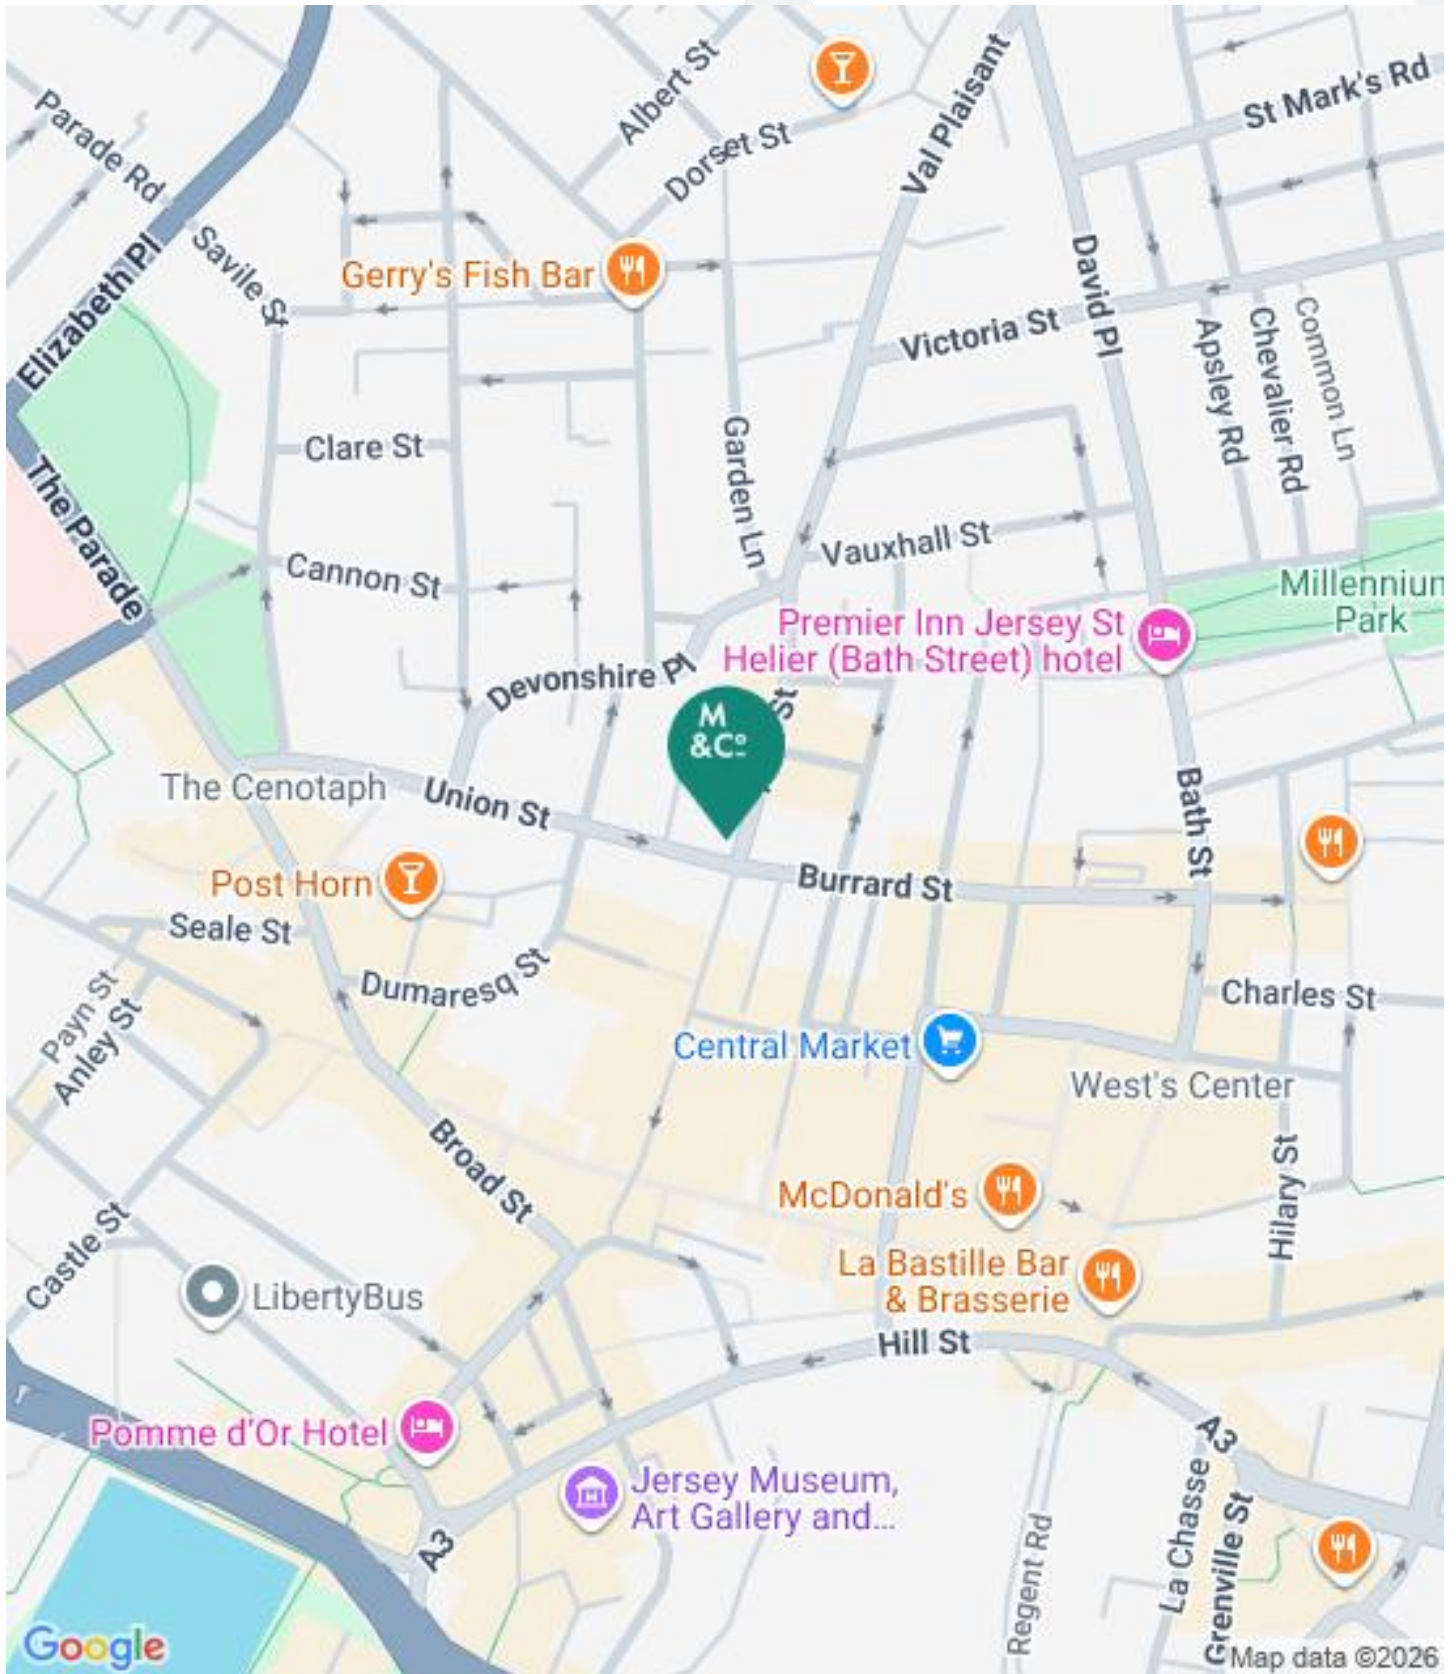 Albert St
St Mark's Rd
Parade Rd
Dorset St
Val Plaisant
Savile St
Elizabeth Pl
Gerry's Fish Bar
David Pl
Victoria St
Apsley Rd
Chevalier Rd
Common Ln
Clare St
Garden Ln
The Parade
Vauxhall St
Cannon St
Millennium
Park
Premier Inn Jersey St
Helier (Bath Street) hotel
Devonshire Pl
St
M
&Co
The Cenotaph
Union St
Bath St
Post Horn
Burrard St
Seale St
Dumaresq St
Payn St
Anley St
Charles St
Central Market
West's Center
Broad St
McDonald's
Hilary St
Castle St
La Bastille Bar
& Brasserie
LibertyBus
Hill St
Pomme d'Or Hotel
A3
Jersey Museum,
Art Gallery and...
A3
Regent Rd
La Chasse
Grenville St
Google
Map data ©2026